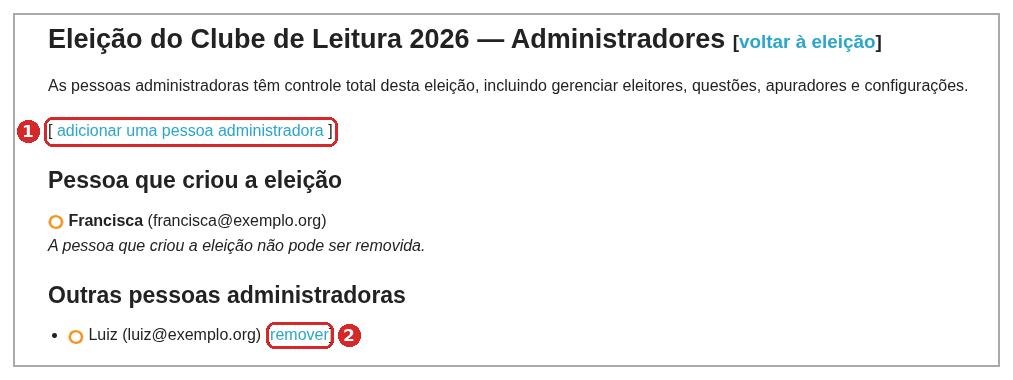 Eleição do Clube de Leitura 2026 — Administradores [voltar à eleição]
As pessoas administradoras têm controle total desta eleição, incluindo gerenciar eleitores, questões, apuradores e configurações.
1 [ adicionar uma pessoa administradora ]
Pessoa que criou a eleição
Francisca (francisca@exemplo.org)
A pessoa que criou a eleição não pode ser removida.
Outras pessoas administradoras
• Luiz (luiz@exemplo.org) [remover] 2